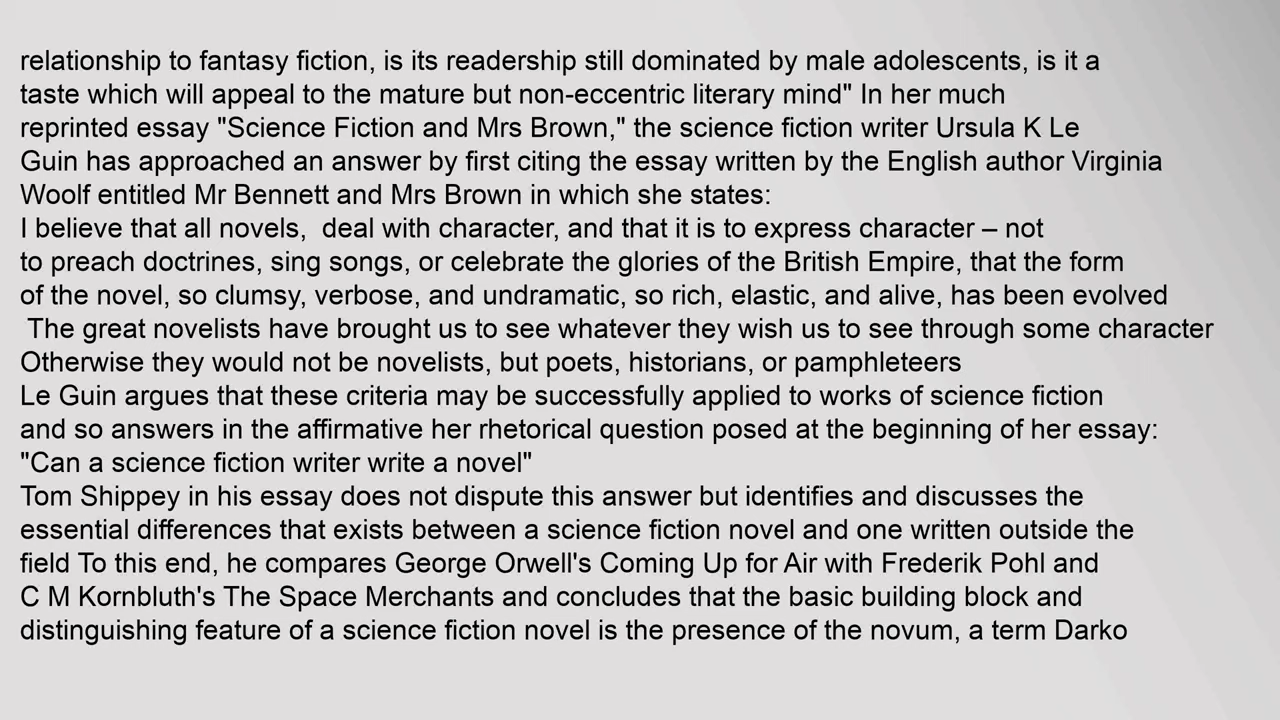 relationship to fantasy fiction, is its readership still dominated by male adolescents, is it a
taste which will appeal to the mature but non-eccentric literary mind" In her much
reprinted essay "Science Fiction and Mrs Brown," the science fiction writer Ursula K Le
Guin has approached an answer by first citing the essay written by the English author Virginia
Woolf entitled Mr Bennett and Mrs Brown in which she states:
I believe that all novels,  deal with character, and that it is to express character – not
to preach doctrines, sing songs, or celebrate the glories of the British Empire, that the form
of the novel, so clumsy, verbose, and undramatic, so rich, elastic, and alive, has been evolved
The great novelists have brought us to see whatever they wish us to see through some character
Otherwise they would not be novelists, but poets, historians, or pamphleteers
Le Guin argues that these criteria may be successfully applied to works of science fiction
and so answers in the affirmative her rhetorical question posed at the beginning of her essay:
"Can a science fiction writer write a novel"
Tom Shippey in his essay does not dispute this answer but identifies and discusses the
essential differences that exists between a science fiction novel and one written outside the
field To this end, he compares George Orwell's Coming Up for Air with Frederik Pohl and
C M Kornbluth's The Space Merchants and concludes that the basic building block and
distinguishing feature of a science fiction novel is the presence of the novum, a term Darko